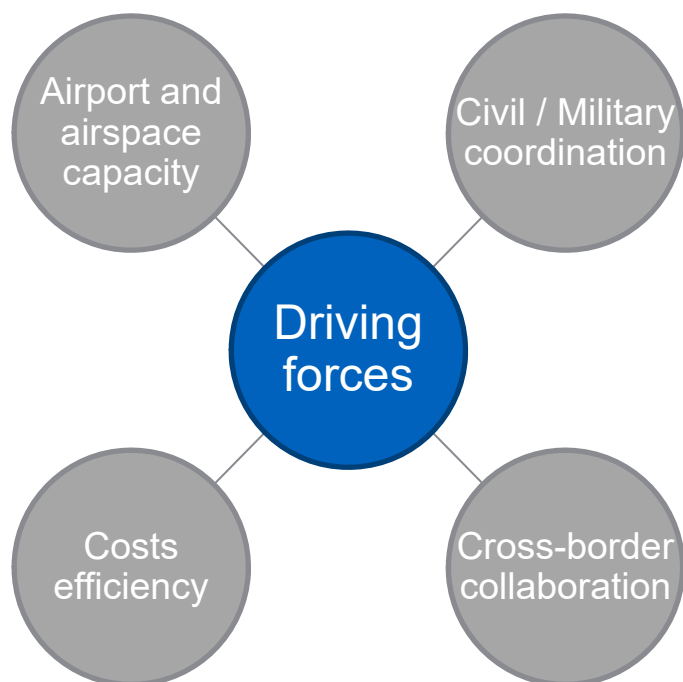 Airport and
airspace
capacity
Civil / Military
coordination
Driving
forces
Costs
efficiency
Cross-border
collaboration